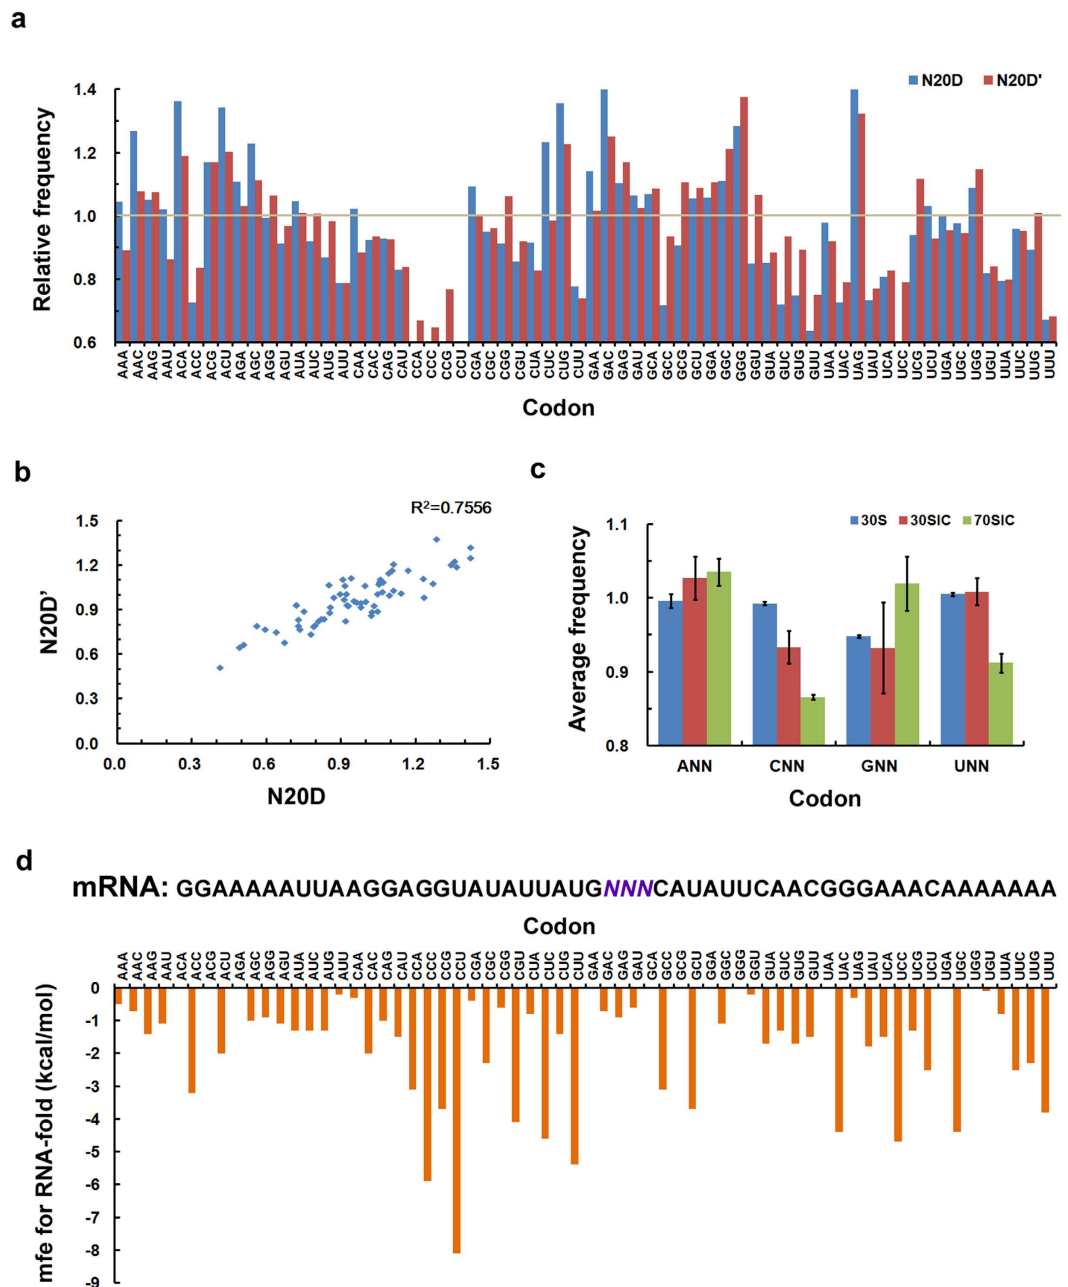 a
N20D N20D'
Relative frequency
1.4
1.2
1.0
0.8
0.6
AAA AAC AAG AAU ACA ACC ACG ACU AGA AGC AGG AGU AUA AUC AUG AUU CAA CAC CAG CAU CCA CCC CCG CCU CGA CGC CGG CGU CUA CUC CUG CUU GAA GAC GAG GAU GCA GCC GCG GCU GGA GGC GGG GGU GUA GUC GUG GUU UAA UAC UAG UAU UCA UCC UCG UCU UGA UGC UGG UGU UUA UUC UUG UUU
Codon
b
R²=0.7556
N20D’
1.5
1.2
0.9
0.6
0.3
0.0
0.0 0.3 0.6 0.9 1.2 1.5
N20D
c
30S 30SIC 70SIC
Average frequency
1.1
1.0
0.9
0.8
ANN CNN GNN UNN
Codon
d
mRNA: GGAAAAAUUAAGGAGGUAUAUUAUGNNNCAUAUUCAACGGGAAACAAAAAAA
Codon
AAA AAC AAG AAU ACA ACC ACG ACU AGA AGC AGG AGU AUA AUC AUG AUU CAA CAC CAG CAU CCA CCC CCG CCU CGA CGC CGG CGU CUA CUC CUG CUU GAA GAC GAG GAU GCA GCC GCG GCU GGA GGC GGG GGU GUA GUC GUG GUU UAA UAC UAG UAU UCA UCC UCG UCU UGA UGC UGG UGU UUA UUC UUG UUU
mfe for RNA-fold (kcal/mol)
0
-1
-2
-3
-4
-5
-6
-7
-8
-9